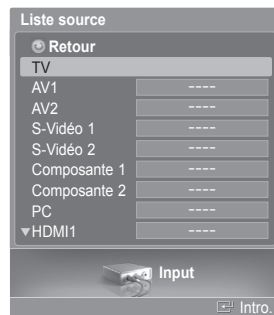 Liste source
Retour
TV
AV1 ----
AV2 ----
S-Vidéo 1 ----
S-Vidéo 2 ----
Composante 1 ----
Composante 2 ----
PC ----
▼HDMI1 ----
Input
Intro.